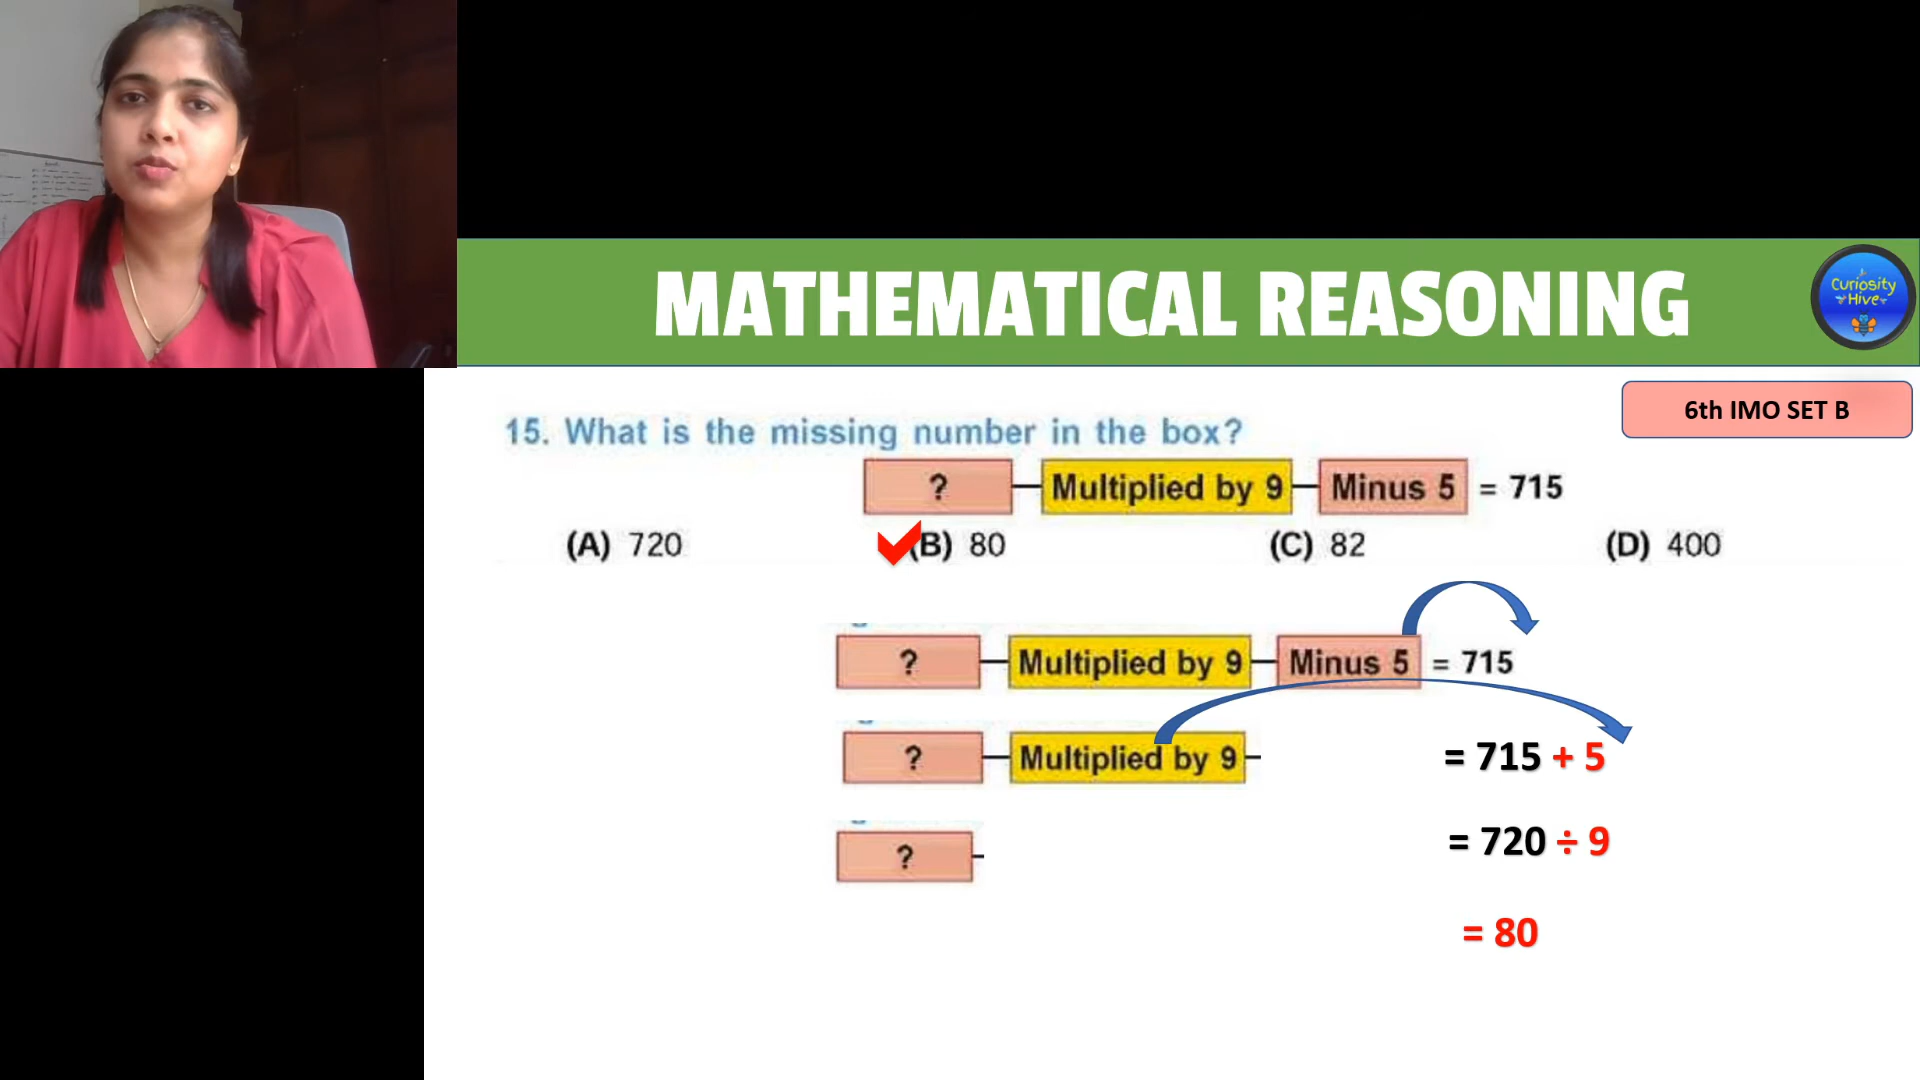 MATHEMATICAL REASONING
Curiosity
Hive
6th IMO SET B
15. What is the missing number in the box?
? Multiplied by 9 Minus 5 = 715
(A) 720 (B) 80 (C) 82 (D) 400
? Multiplied by 9 Minus 5 = 715
? Multiplied by 9 = 715 + 5
= 720 ÷ 9
?
= 80